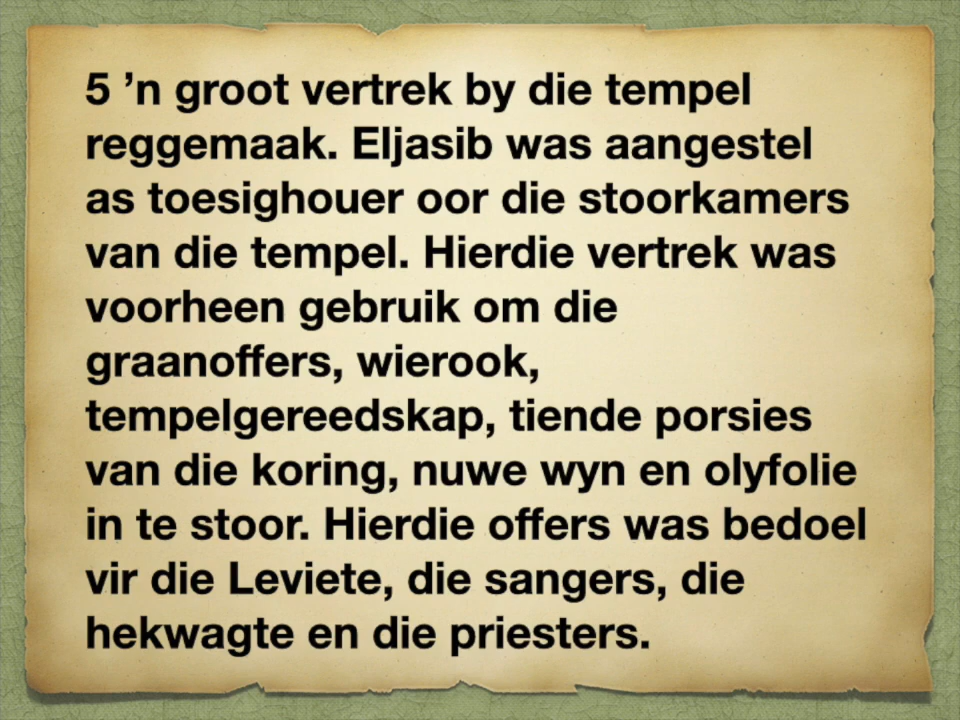 5 ’n groot vertrek by die tempel
reggemaak. Eljasib was aangestel
as toesighouer oor die stoorkamers
van die tempel. Hierdie vertrek was
voorheen gebruik om die
graanoffers, wierook,
tempelgereedskap, tiende porsies
van die koring, nuwe wyn en olyfolie
in te stoor. Hierdie offers was bedoel
vir die Leviete, die sangers, die
hekwagte en die priesters.